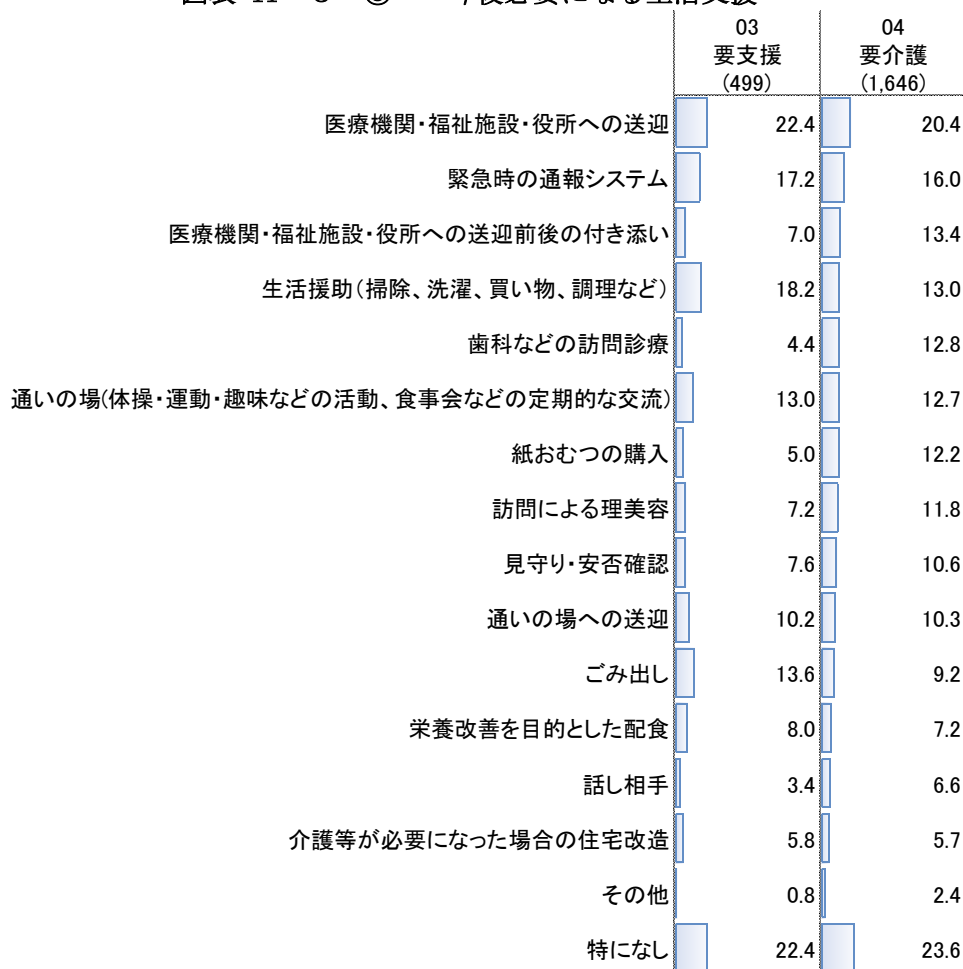 03 04
要支援 要介護
(499) (1,646)
医療機関・福祉施設・役所への送迎 22.4 20.4
緊急時の通報システム 17.2 16.0
医療機関・福祉施設・役所への送迎前後の付き添い 7.0 13.4
生活援助(掃除、洗濯、買い物、調理など) 18.2 13.0
歯科などの訪問診療 4.4 12.8
通いの場(体操・運動・趣味などの活動、食事会などの定期的な交流) 13.0 12.7
紙おむつの購入 5.0 12.2
訪問による理美容 7.2 11.8
見守り・安否確認 7.6 10.6
通いの場への送迎 10.2 10.3
ごみ出し 13.6 9.2
栄養改善を目的とした配食 8.0 7.2
話し相手 3.4 6.6
介護等が必要になった場合の住宅改造 5.8 5.7
その他 0.8 2.4
特になし 22.4 23.6